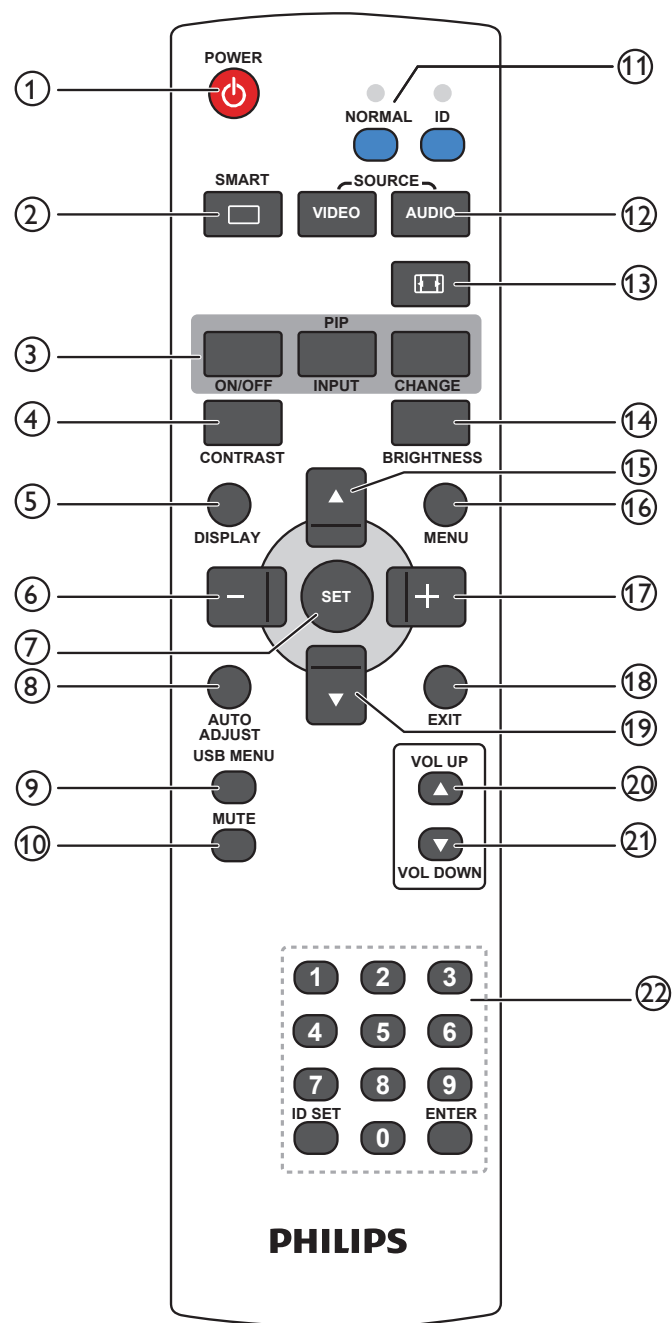 POWER
1
11
NORMAL ID
SMART
SOURCE
2
VIDEO AUDIO
12
13
PIP
3
ON/OFF INPUT CHANGE
4
14
CONTRAST
BRIGHTNESS
15
5
16
DISPLAY
MENU
6
SET
17
7
8
18
AUTO
ADJUST
EXIT
19
USB MENU
VOL UP
9
20
MUTE
10
21
VOL DOWN
1 2 3
22
4 5 6
7 8 9
ID SET ENTER
0
PHILIPS